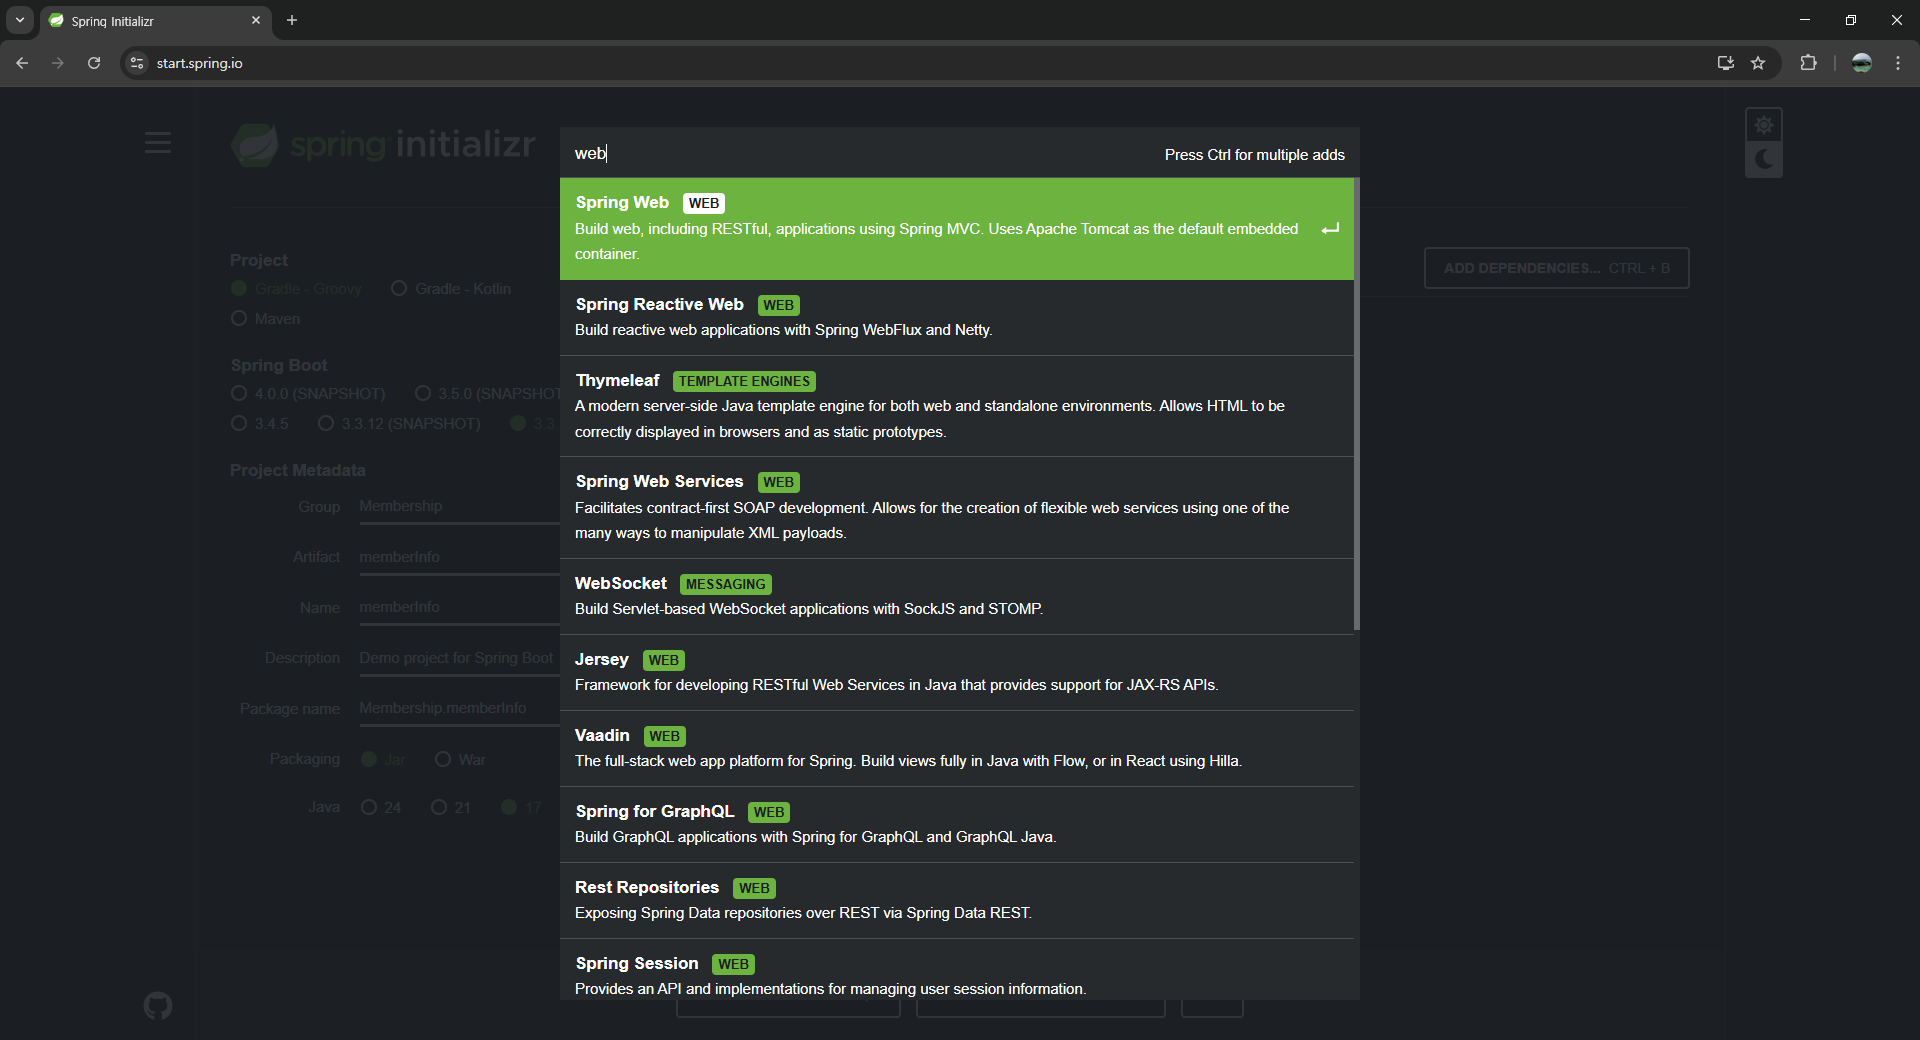 Spring Initializr
start.spring.io
spring initializr
web
Press Ctrl for multiple adds
Spring Web WEB
Build web, including RESTful, applications using Spring MVC. Uses Apache Tomcat as the default embedded
container.
Spring Reactive Web WEB
Build reactive web applications with Spring WebFlux and Netty.
Thymeleaf TEMPLATE ENGINES
A modern server-side Java template engine for both web and standalone environments. Allows HTML to be
correctly displayed in browsers and as static prototypes.
Spring Web Services WEB
Facilitates contract-first SOAP development. Allows for the creation of flexible web services using one of the
many ways to manipulate XML payloads.
WebSocket MESSAGING
Build Servlet-based WebSocket applications with SockJS and STOMP.
Jersey WEB
Framework for developing RESTful Web Services in Java that provides support for JAX-RS APIs.
Vaadin WEB
The full-stack web app platform for Spring. Build views fully in Java with Flow, or in React using Hilla.
Spring for GraphQL WEB
Build GraphQL applications with Spring for GraphQL and GraphQL Java.
Rest Repositories WEB
Exposing Spring Data repositories over REST via Spring Data REST.
Spring Session WEB
Provides an API and implementations for managing user session information.
Project
Gradle - Groovy Gradle - Kotlin
Maven
Spring Boot
4.0.0 (SNAPSHOT) 3.5.0 (SNAPSHOT
3.4.5 3.3.12 (SNAPSHOT) 3.3.
Project Metadata
Group Membership
Artifact memberInfo
Name memberInfo
Description Demo project for Spring Boot
Package name Membership.memberInfo
Packaging Jar War
Java 24 21 17
ADD DEPENDENCIES... CTRL + B